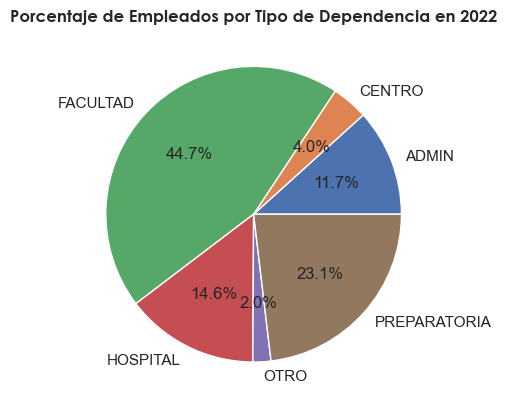 Porcentaje de Empleados por Tipo de Dependencia en 2022
FACULTAD
44.7%
CENTRO
4.0%
ADMIN
11.7%
HOSPITAL
14.6%
OTRO
2.0%
PREPARATORIA
23.1%